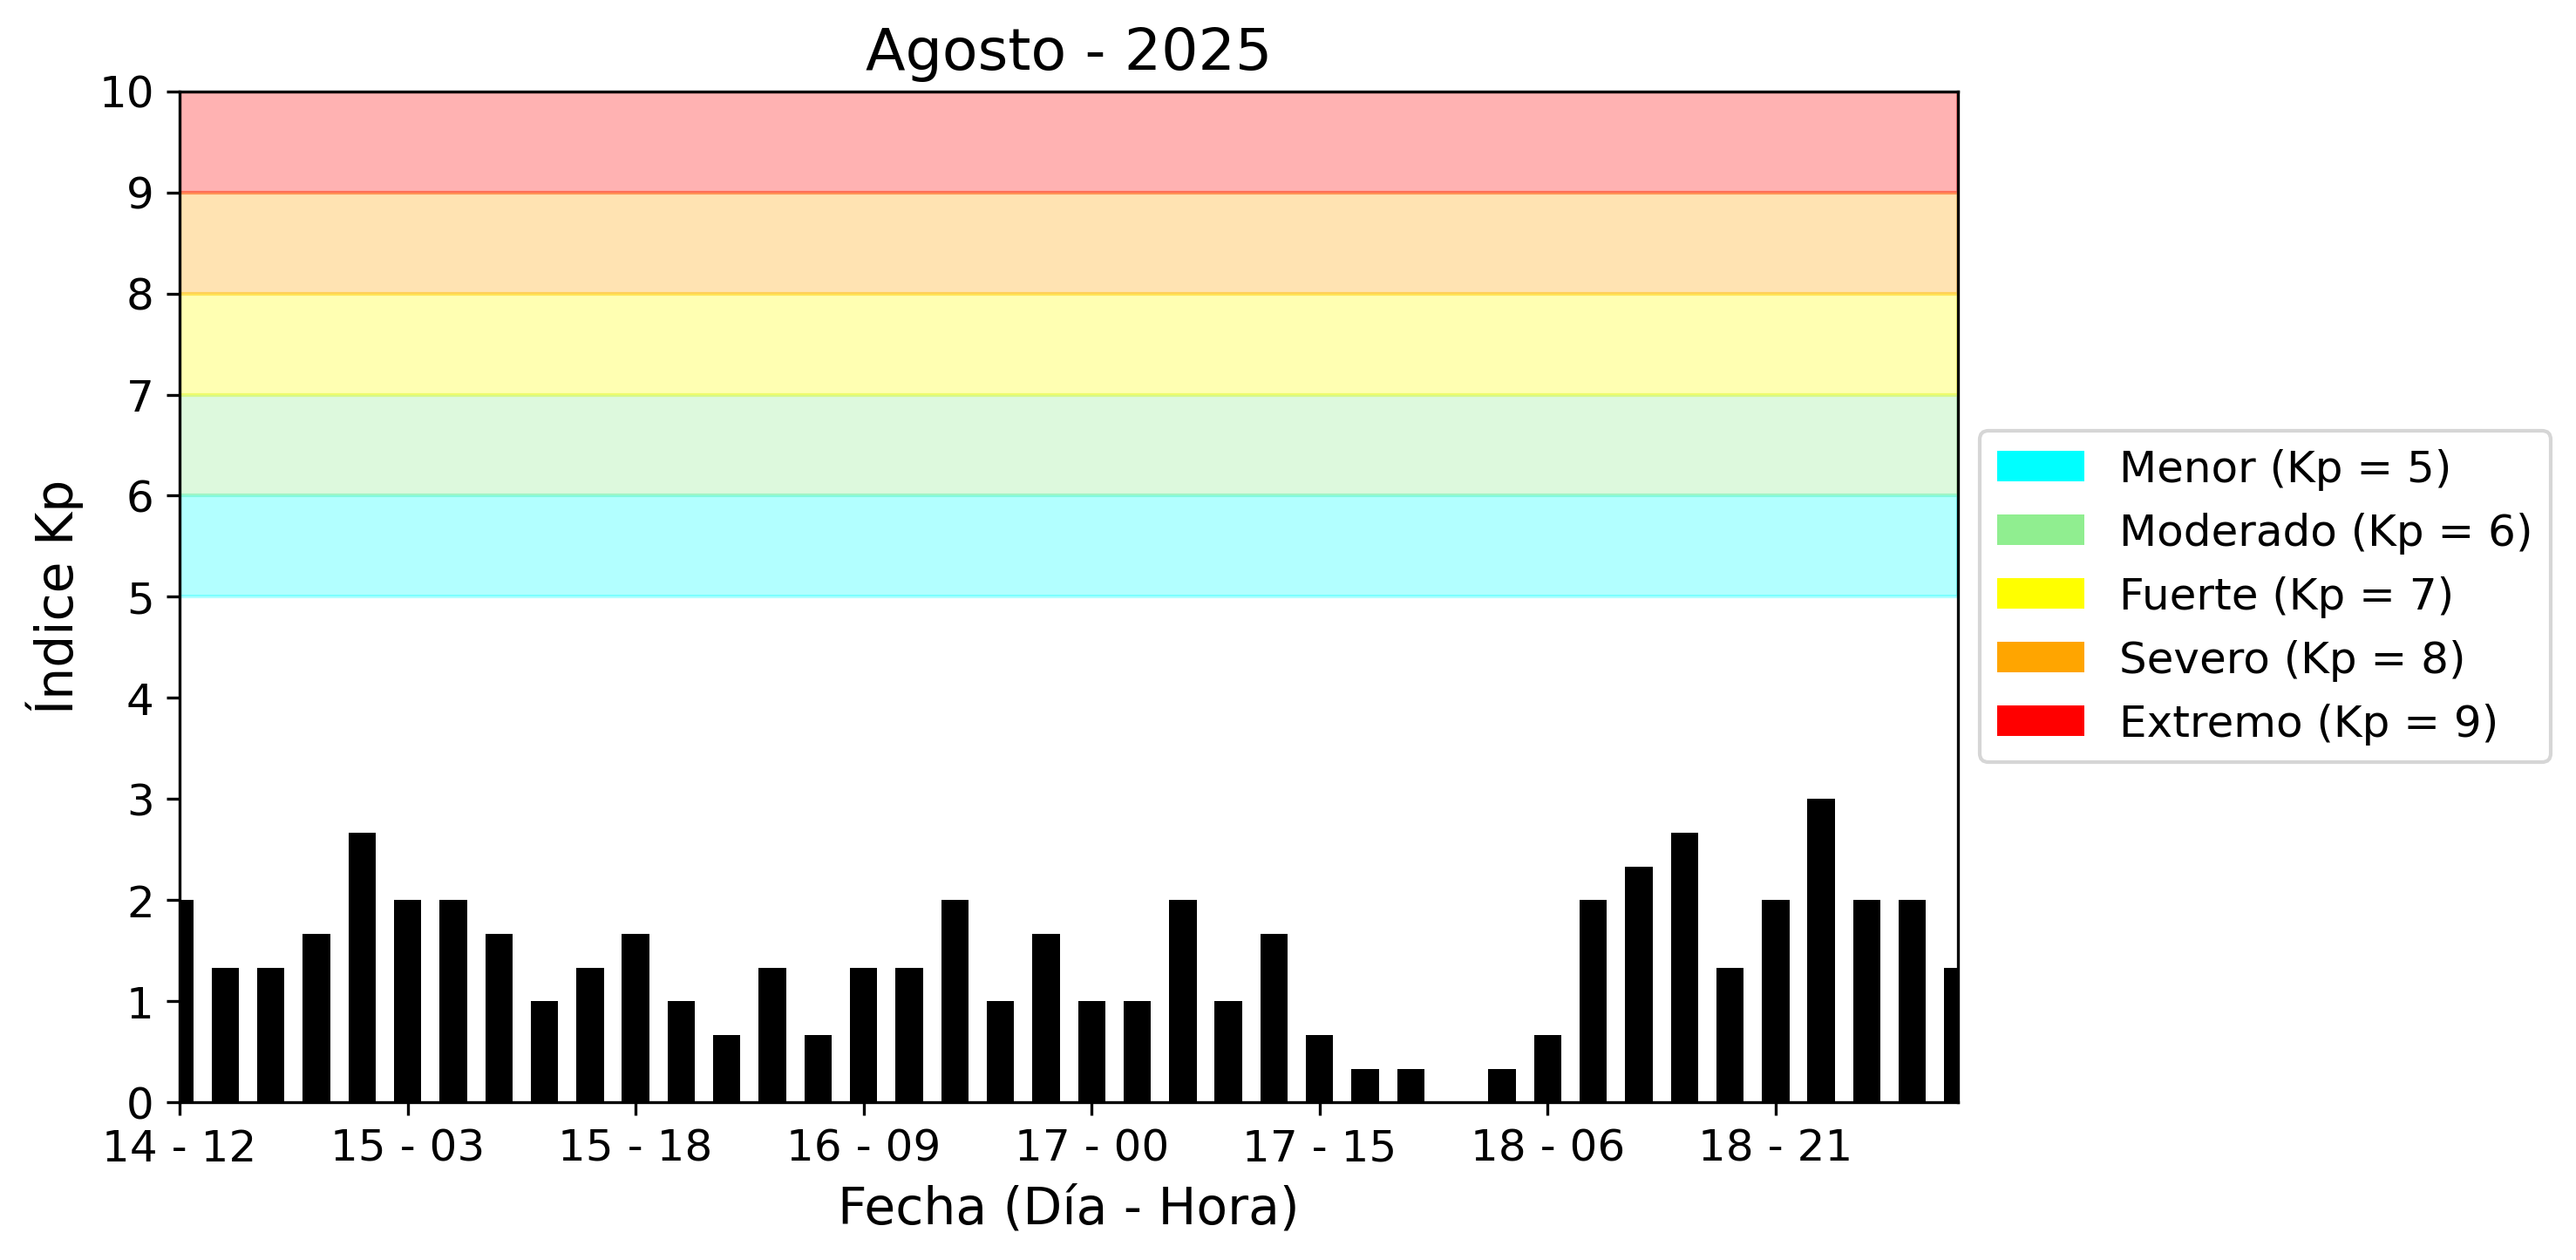 Agosto - 2025
10
9
8
7
6
5
4
3
2
1
0
Índice Kp
14 - 12
15 - 03
15 - 18
16 - 09
17 - 00
17 - 15
18 - 06
18 - 21
Fecha (Día - Hora)
Menor (Kp = 5)
Moderado (Kp = 6)
Fuerte (Kp = 7)
Severo (Kp = 8)
Extremo (Kp = 9)